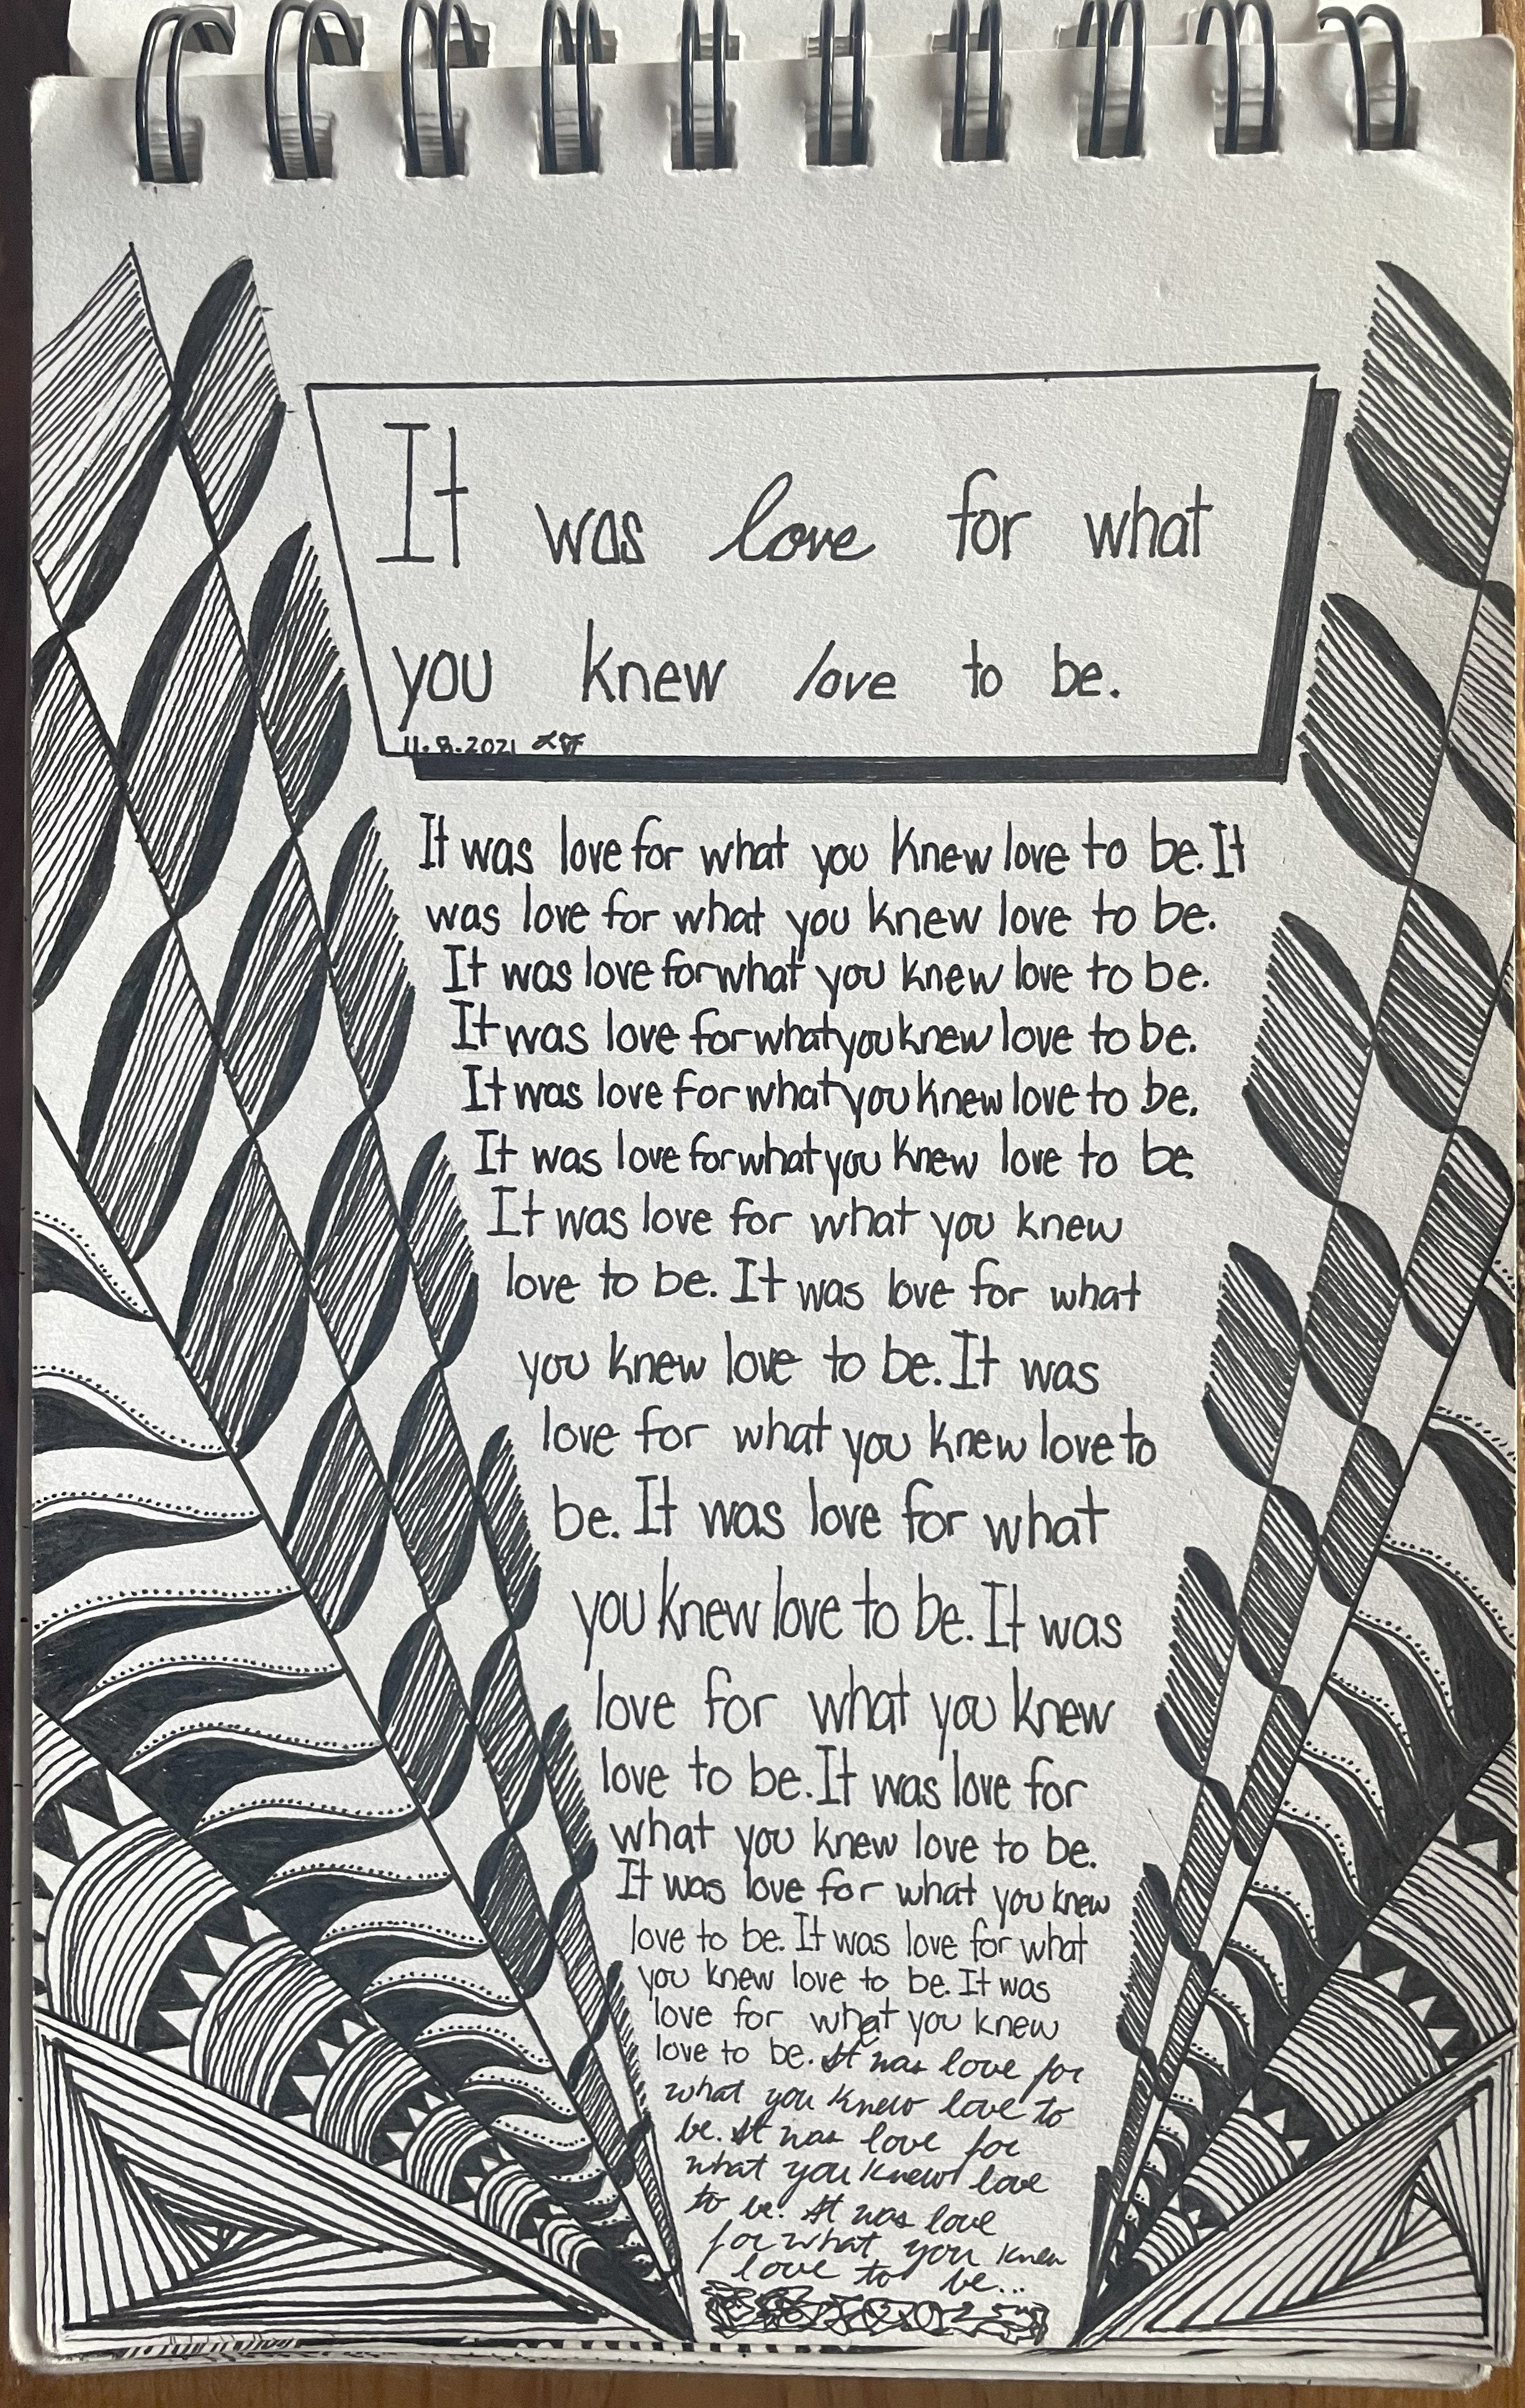 It was love for what
you knew love to be.
11.8.2021
It was love for what you knew love to be. It
was love for what you knew love to be.
It was love for what you knew love to be.
It was love for what you knew love to be.
It was love for what you knew love to be.
It was love for what you knew love to be.
It was love for what you knew
love to be. It was love for what
you knew love to be. It was
love for what you knew love to
be. It was love for what
you knew love to be. It was
love for what you knew
love to be. It was love for
what you knew love to be.
It was love for what you knew
love to be. It was love for what
you knew love to be. It was
love for what you knew
love to be. It was love for
what you knew love to
be. It was love for
what you knew love
to be. It was love
for what you knew
love to be...